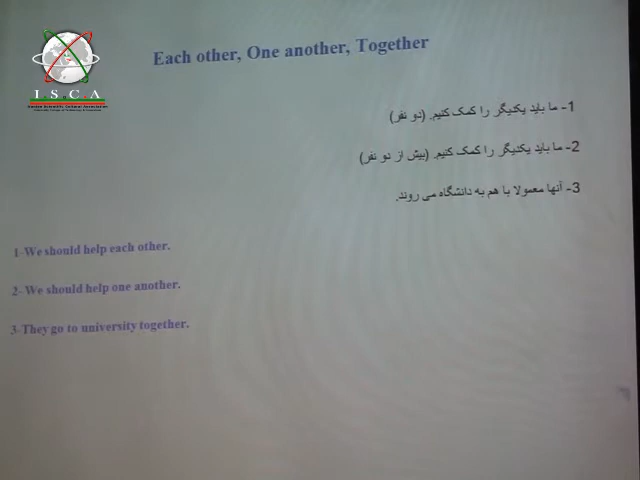 Each other, One another, Together
I.S.C.A
1- ما باید یکدیگر را کمک کنیم. (دو نفر)
2- ما باید یکدیگر را کمک کنیم. (بیش از دو نفر)
3- آنها معمولا با هم به دانشگاه می روند.
1-We should help each other.
2- We should help one another.
3-They go to university together.